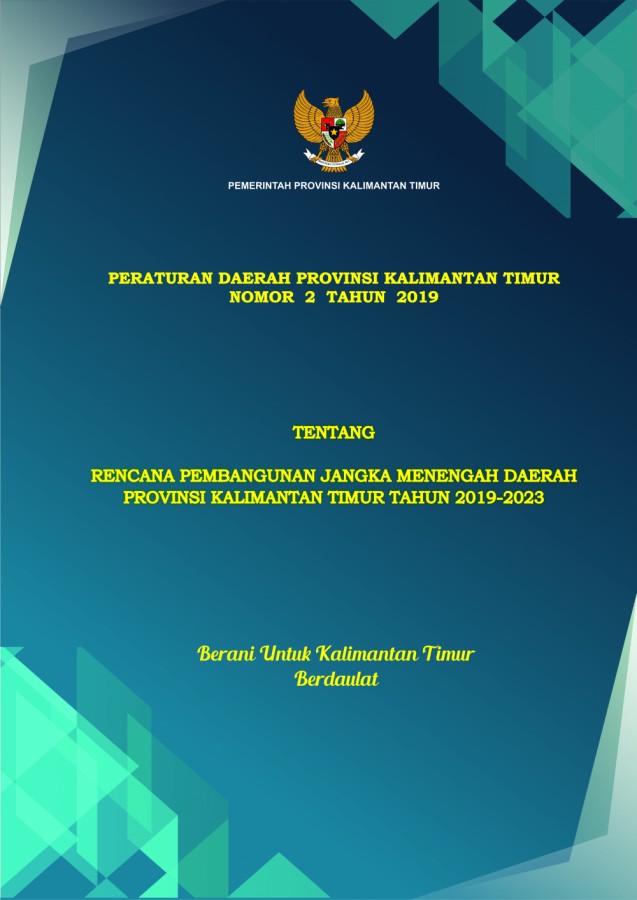 PEMERINTAH PROVINSI KALIMANTAN TIMUR
PERATURAN DAERAH PROVINSI KALIMANTAN TIMUR
NOMOR 2 TAHUN 2019
TENTANG
RENCANA PEMBANGUNAN JANGKA MENENGAH DAERAH
PROVINSI KALIMANTAN TIMUR TAHUN 2019-2023
Berani Untuk Kalimantan Timur
Berdaulat